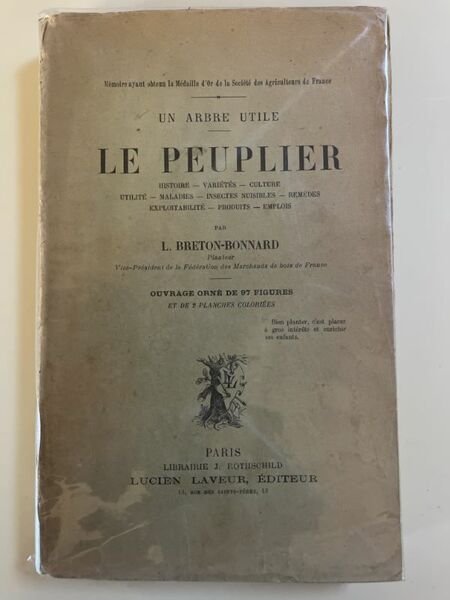 Mémoire ayant obtenu la Médaille d'Or de la Société des Agriculteurs de France
UN ARBRE UTILE
LE PEUPLIER
HISTOIRE — VARIÉTÉS — CULTURE
UTILITÉ — MALADIES — INSECTES NUISIBLES — REMÈDES
EXPLOITABILITÉ — PRODUITS — EMPLOIS
PAR
L. BRETON-BONNARD
Planteur
Vice-Président de la Fédération des Marchands de bois de France
OUVRAGE ORNÉ DE 97 FIGURES
ET DE 2 PLANCHES COLORIÉES
Bien planter, c'est placer
à gros intérêts et enrichir
ses enfants.
PARIS
LIBRAIRIE J. ROTHSCHILD
LUCIEN LAVEUR, ÉDITEUR
13, RUE DES SAINTS-PÈRES, 13